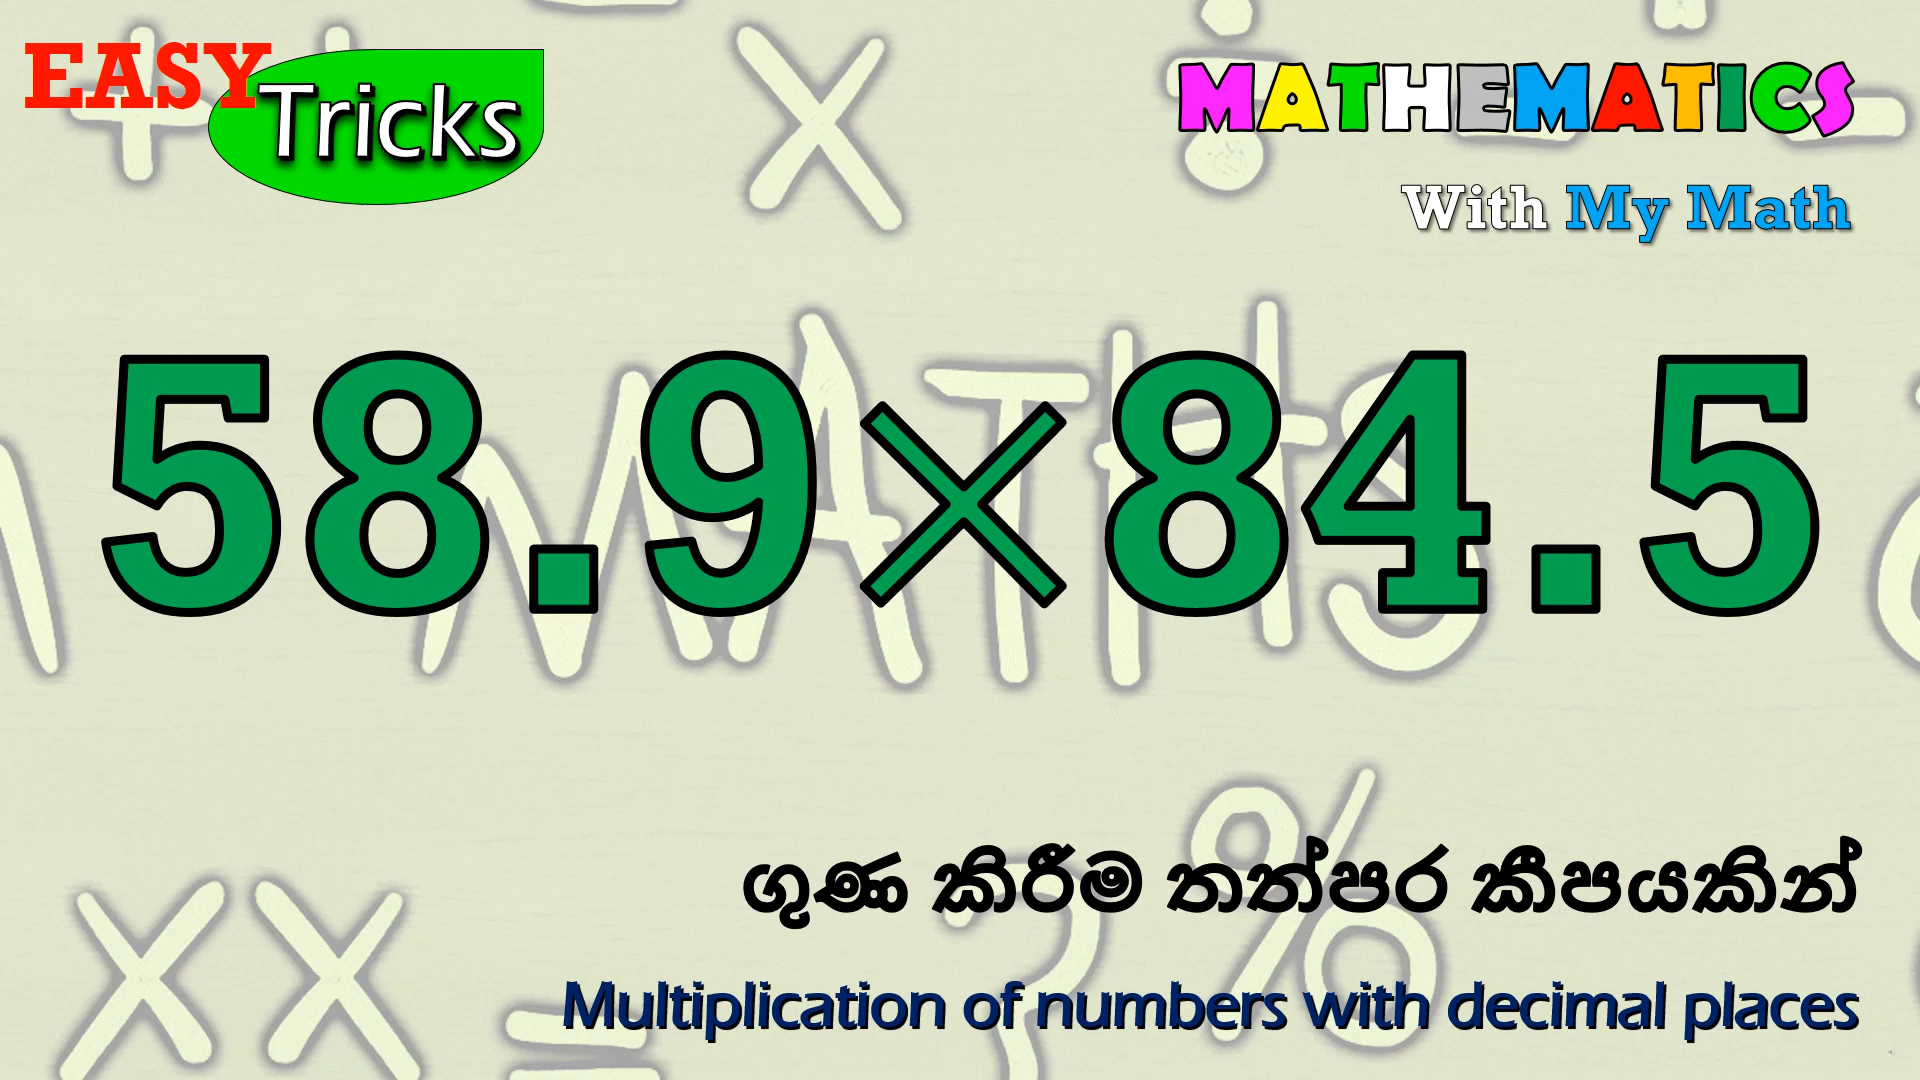 EASY
Tricks
MATHEMATICS
With My Math
MATHS
58.9×84.5
ගුණ කිරීම තත්පර කීපයකින්
Multiplication of numbers with decimal places